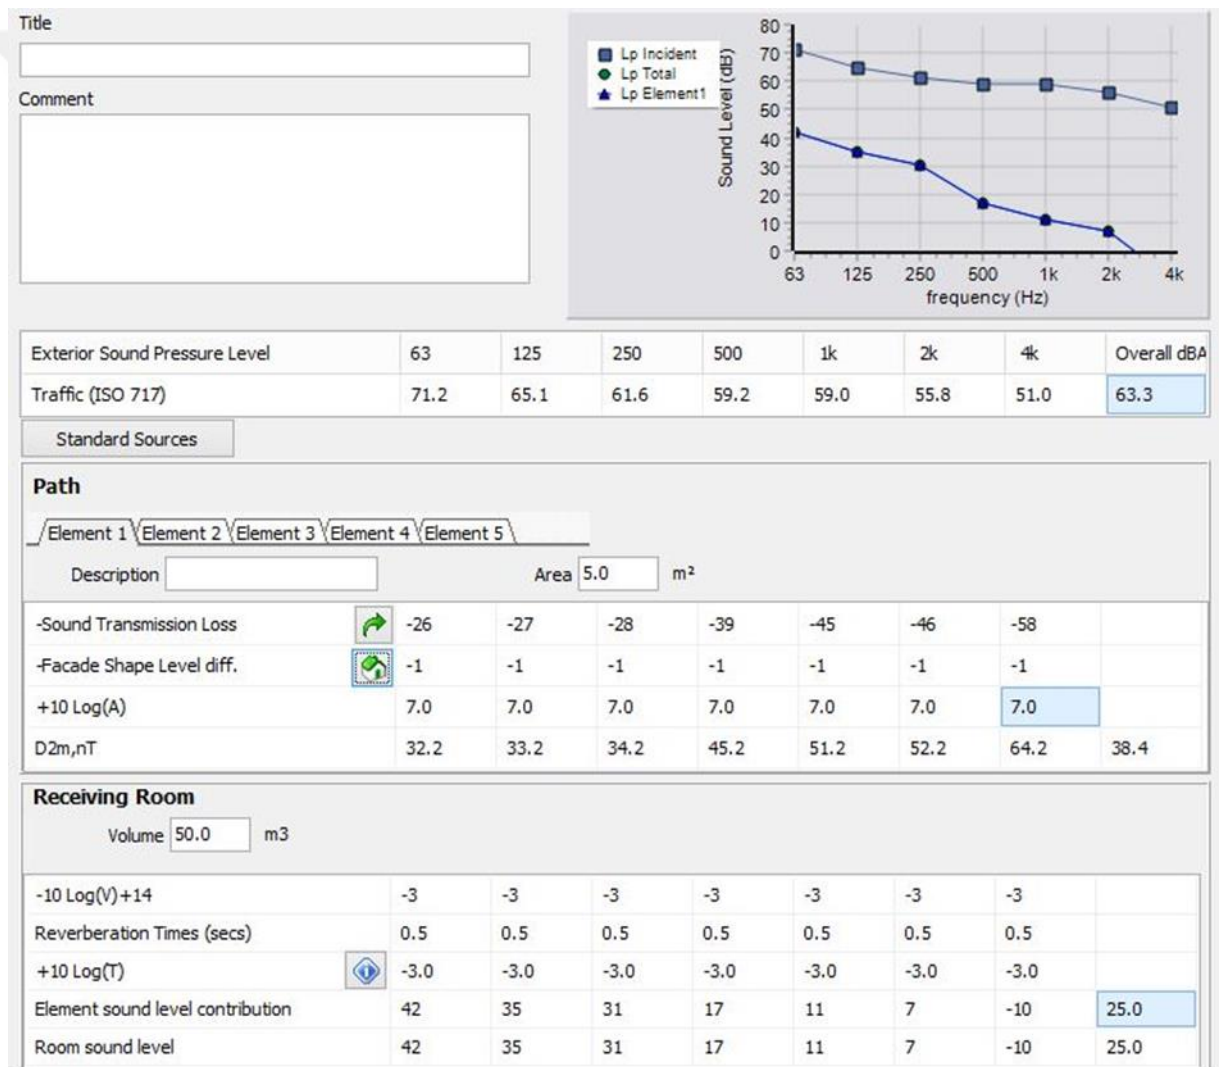 Title
Comment
Lp Incident
Lp Total
Lp Element1
Sound Level (dB)
80
70
60
50
40
30
20
10
0
63 125 250 500 1k 2k 4k
frequency (Hz)
Exterior Sound Pressure Level 63 125 250 500 1k 2k 4k Overall dBA
Traffic (ISO 717) 71.2 65.1 61.6 59.2 59.0 55.8 51.0 63.3
Standard Sources
Path
Element 1 Element 2 Element 3 Element 4 Element 5
Description Area 5.0 m²
-Sound Transmission Loss -26 -27 -28 -39 -45 -46 -58
-Facade Shape Level diff. -1 -1 -1 -1 -1 -1 -1
+10 Log(A) 7.0 7.0 7.0 7.0 7.0 7.0 7.0
D2m,nT 32.2 33.2 34.2 45.2 51.2 52.2 64.2 38.4
Receiving Room
Volume 50.0 m3
-10 Log(V)+14 -3 -3 -3 -3 -3 -3 -3
Reverberation Times (secs) 0.5 0.5 0.5 0.5 0.5 0.5 0.5
+10 Log(T) -3.0 -3.0 -3.0 -3.0 -3.0 -3.0 -3.0
Element sound level contribution 42 35 31 17 11 7 -10 25.0
Room sound level 42 35 31 17 11 7 -10 25.0